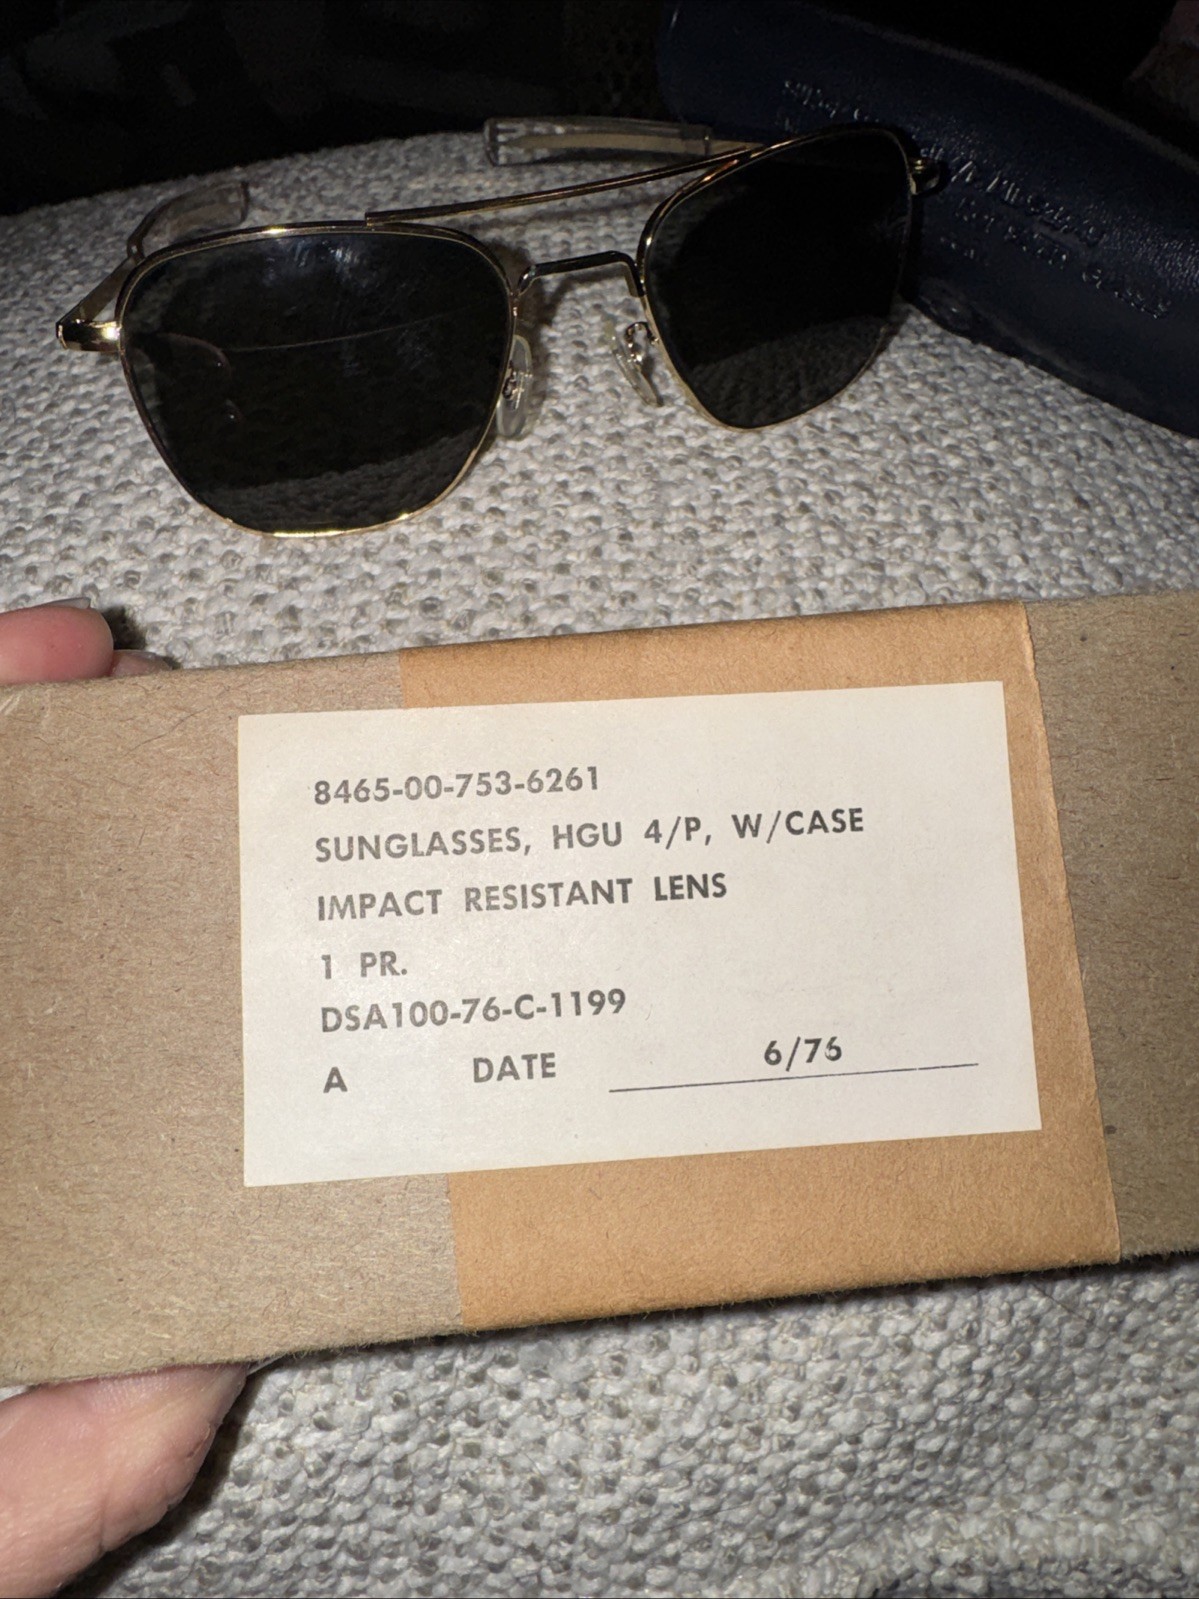 8465-00-753-6261
SUNGLASSES, HGU 4/P, W/CASE
IMPACT RESISTANT LENS
1 PR.
DSA100-76-C-1199
A DATE 6/76